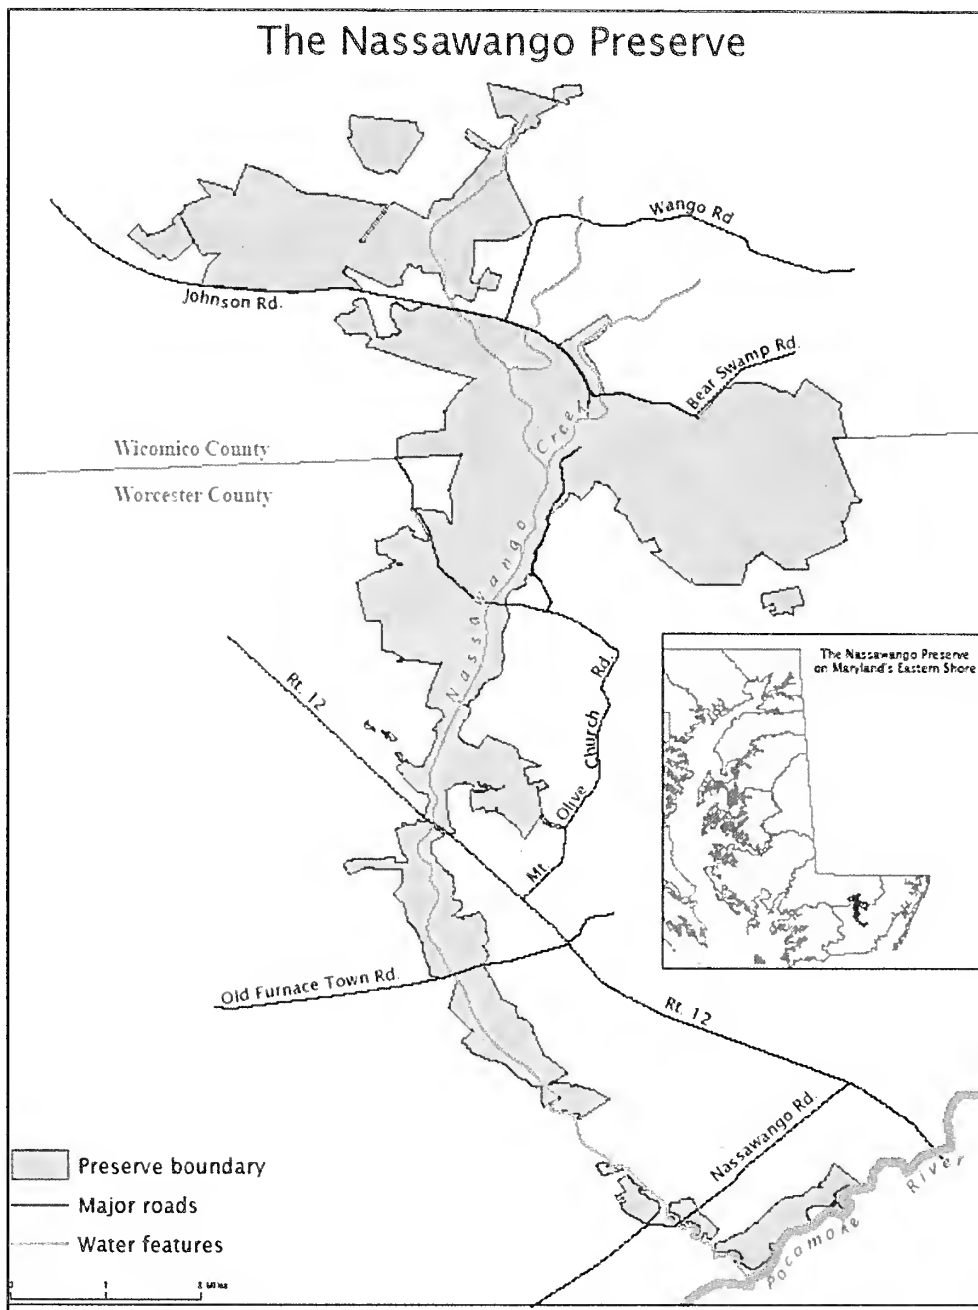 The Nassawango Preserve
Wango Rd
Johnson Rd.
Bear Swamp Rd.
Wicomico County
Worcester County
Nassawango Creek
Rt. 12
Mt. Olive Church Rd.
The Nassawango Preserve
on Maryland's Eastern Shore
Old Furnace Town Rd.
Rt. 12
Nassawango Rd.
Pocomoke River
Preserve boundary
Major roads
Water features
0 1 2 Miles